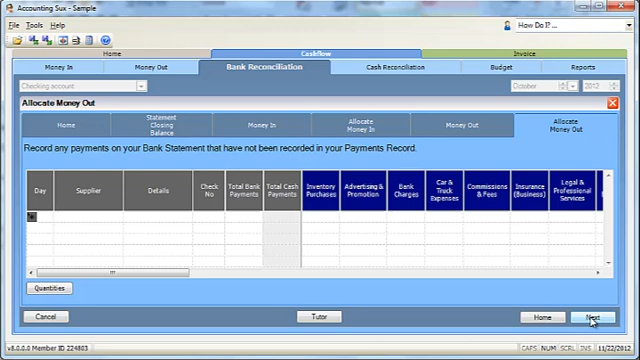 Accounting Sux - Sample
File Tools Help
How Do I? ...
Home Cashflow Invoice
Money In Money Out Bank Reconciliation Cash Reconciliation Budget Reports
Checking account October 2012
Allocate Money Out
Home Statement Closing Balance Money In Allocate Money In Money Out Allocate Money Out
Record any payments on your Bank Statement that have not been recorded in your Payments Record.
Day Supplier Details Check No Total Bank Payments Total Cash Payments Inventory Purchases Advertising & Promotion Bank Charges Car & Truck Expenses Commissions & Fees Insurance (Business) Legal & Professional Services
Quantities
Cancel Tutor Home Next
v8.0.0.0 Member ID 224803 CAPS NUM SCRL INS 11/22/2012